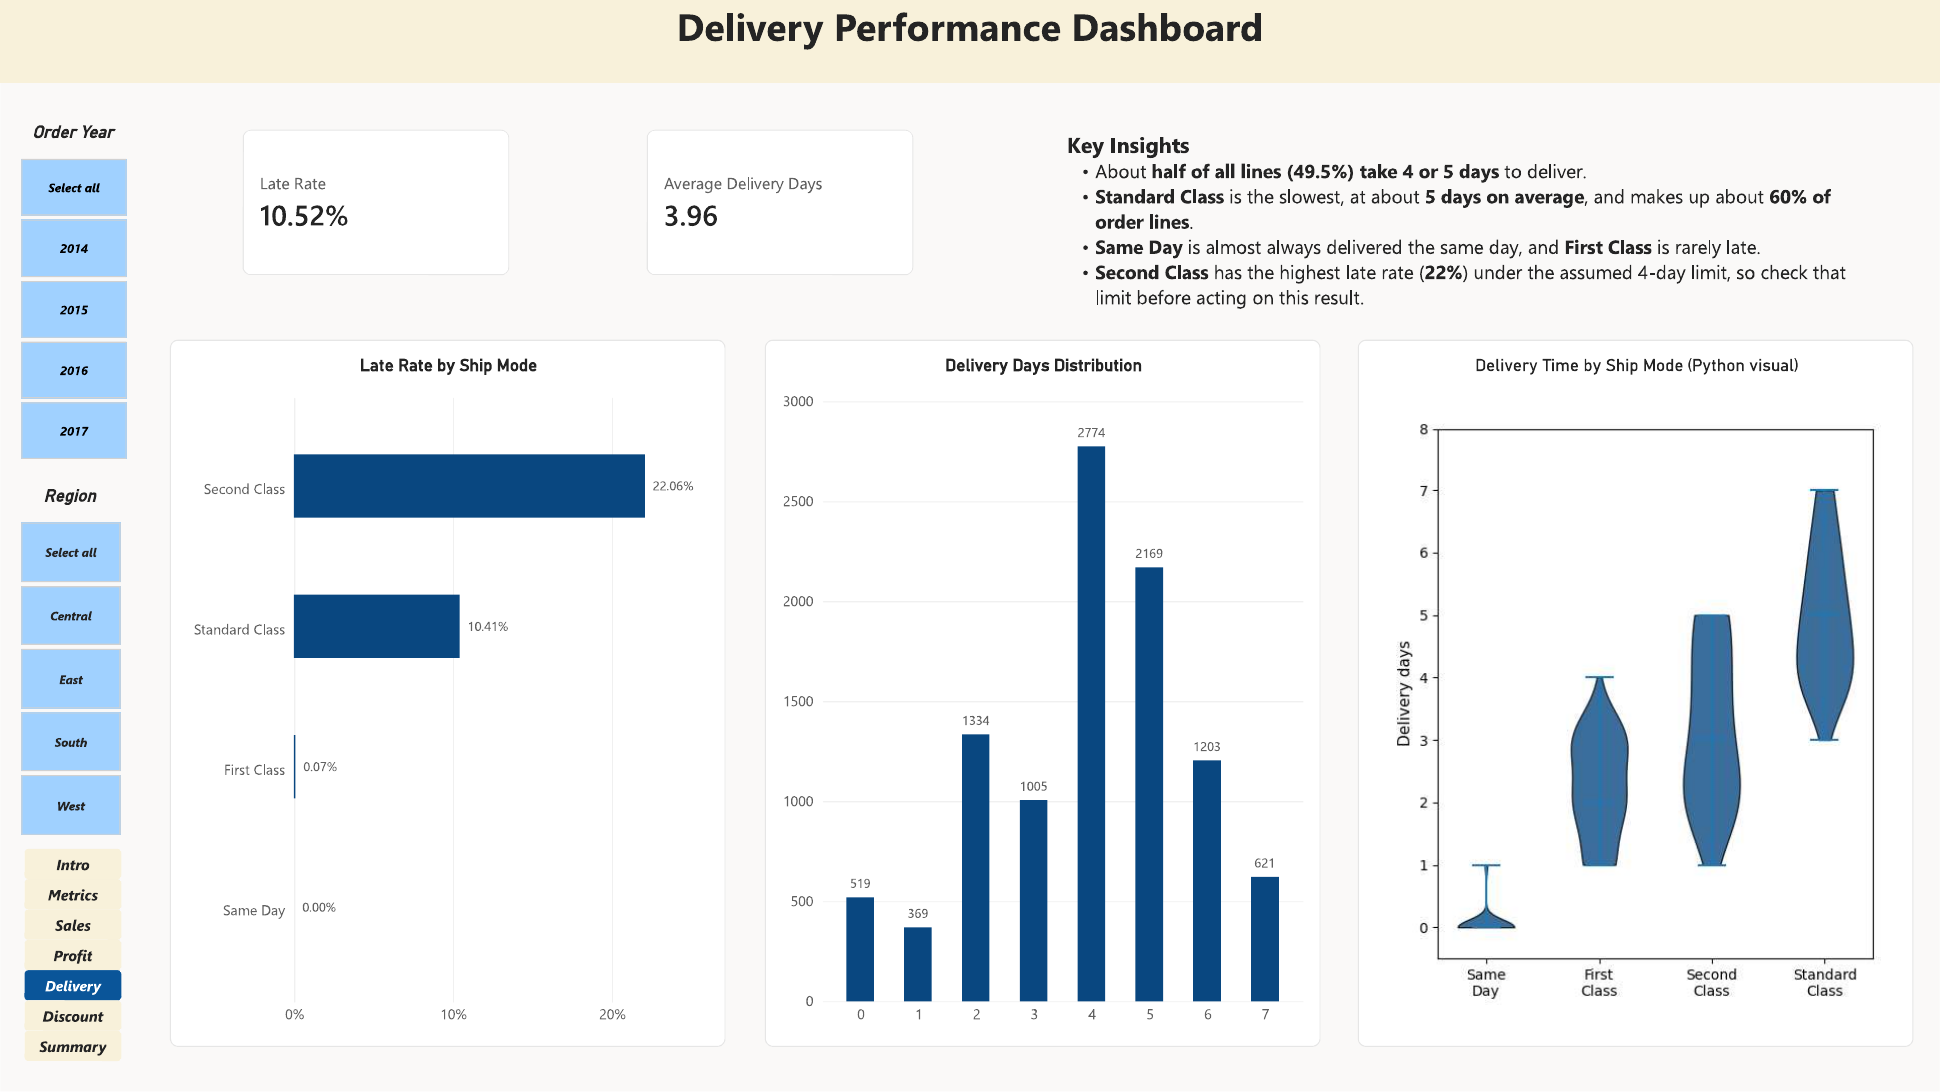 Delivery Performance Dashboard
Order Year
Select all
2014
2015
2016
2017
Region
Select all
Central
East
South
West
Intro
Metrics
Sales
Profit
Delivery
Discount
Summary
Late Rate
10.52%
Average Delivery Days
3.96
Key Insights
• About half of all lines (49.5%) take 4 or 5 days to deliver.
• Standard Class is the slowest, at about 5 days on average, and makes up about 60% of
order lines.
• Same Day is almost always delivered the same day, and First Class is rarely late.
• Second Class has the highest late rate (22%) under the assumed 4-day limit, so check that
limit before acting on this result.
Late Rate by Ship Mode
Second Class 22.06%
Standard Class 10.41%
First Class 0.07%
Same Day 0.00%
0% 10% 20%
Delivery Days Distribution
3000
2500
2000
1500
1000
500
0
519 369 1334 1005 2774 2169 1203 621
0 1 2 3 4 5 6 7
Delivery Time by Ship Mode (Python visual)
Delivery days
8
7
6
5
4
3
2
1
0
Same Day
First Class
Second Class
Standard Class